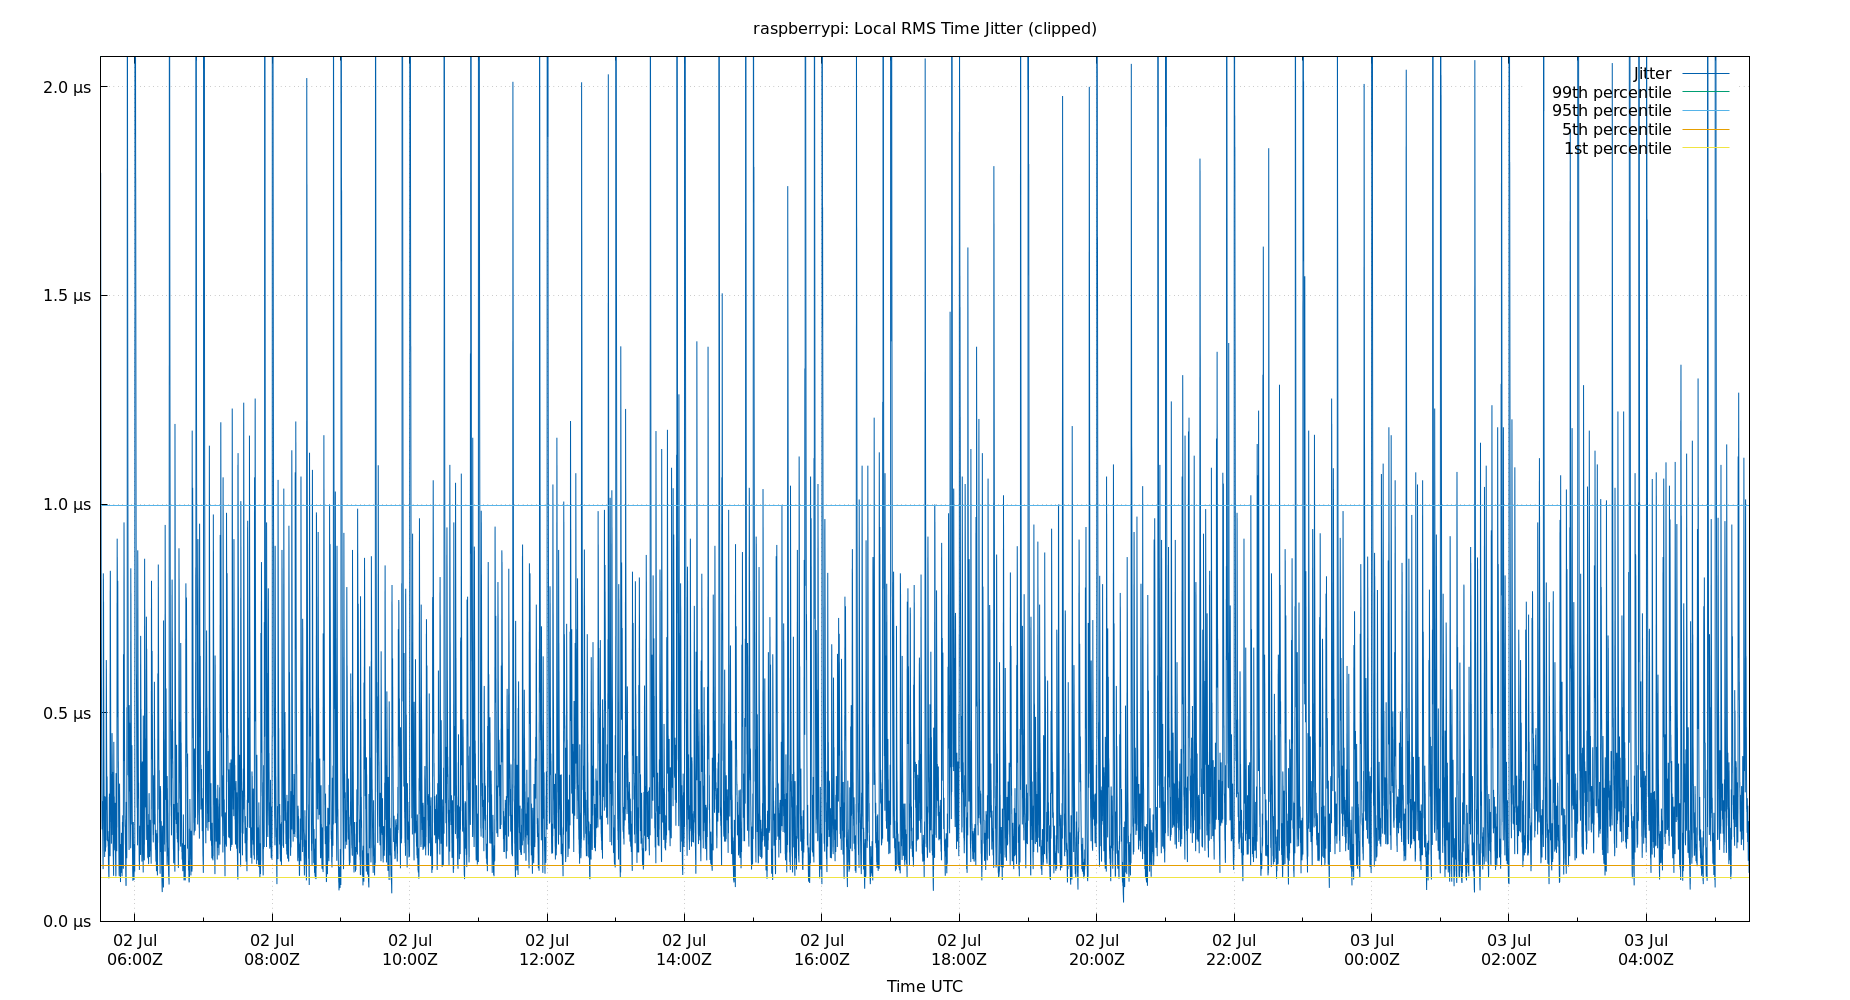 raspberrypi: Local RMS Time Jitter (clipped)
Jitter
99th percentile
95th percentile
5th percentile
1st percentile
2.0 µs
1.5 µs
1.0 µs
0.5 µs
0.0 µs
02 Jul 02 Jul 02 Jul 02 Jul 02 Jul 02 Jul 02 Jul 02 Jul 02 Jul 03 Jul 03 Jul 03 Jul
06:00Z 08:00Z 10:00Z 12:00Z 14:00Z 16:00Z 18:00Z 20:00Z 22:00Z 00:00Z 02:00Z 04:00Z
Time UTC